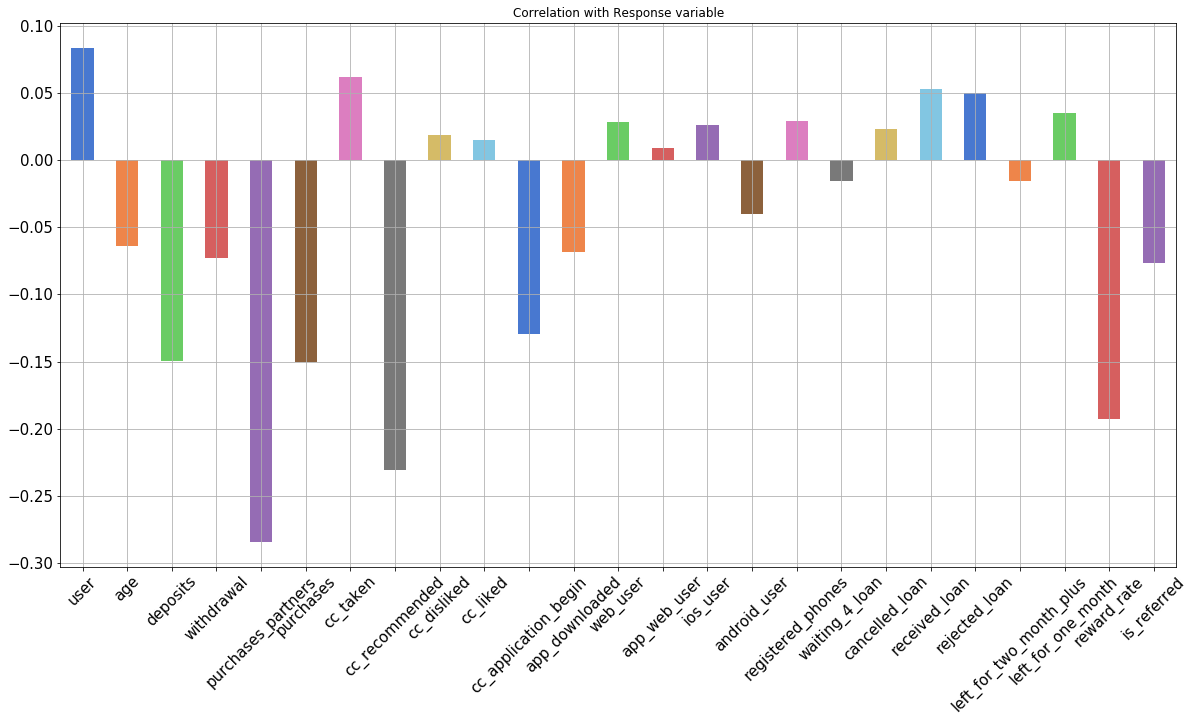 Correlation with Response variable
0.10
0.05
0.00
−0.05
−0.10
−0.15
−0.20
−0.25
−0.30
user
age
deposits
withdrawal
purchases_partners
purchases
cc_taken
cc_recommended
cc_disliked
cc_liked
cc_application_begin
app_downloaded
web_user
app_web_user
ios_user
android_user
registered_phones
waiting_4_loan
cancelled_loan
received_loan
rejected_loan
left_for_two_month_plus
left_for_one_month
reward_rate
is_referred